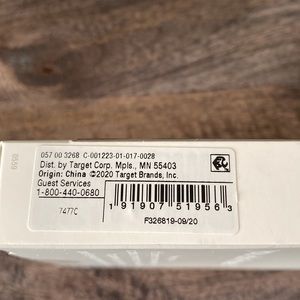 057 00 3268 C-001223-01-017-0028
Dist. by Target Corp. Mpls., MN 55403
Origin: China ©2020 Target Brands, Inc.
Guest Services
1-800-440-0680
7477C
1 91907 51956 3
F326819-09/20